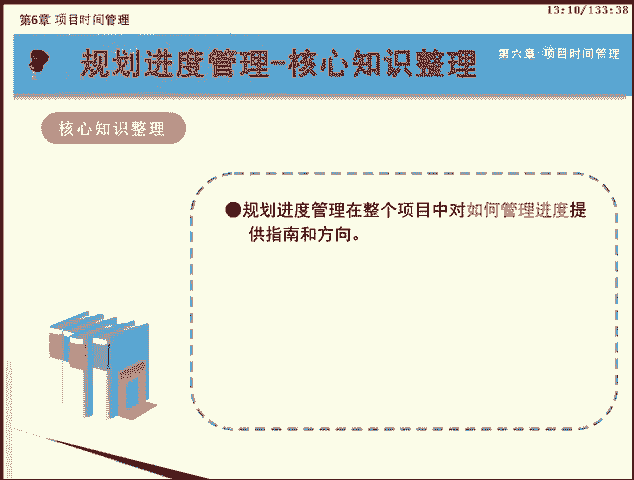 第6章 项目时间管理
13:10/133:38
规划进度管理-核心知识整理
第六章 项目时间管理
核心知识整理
●规划进度管理在整个项目中对如何管理进度提
供指南和方向。